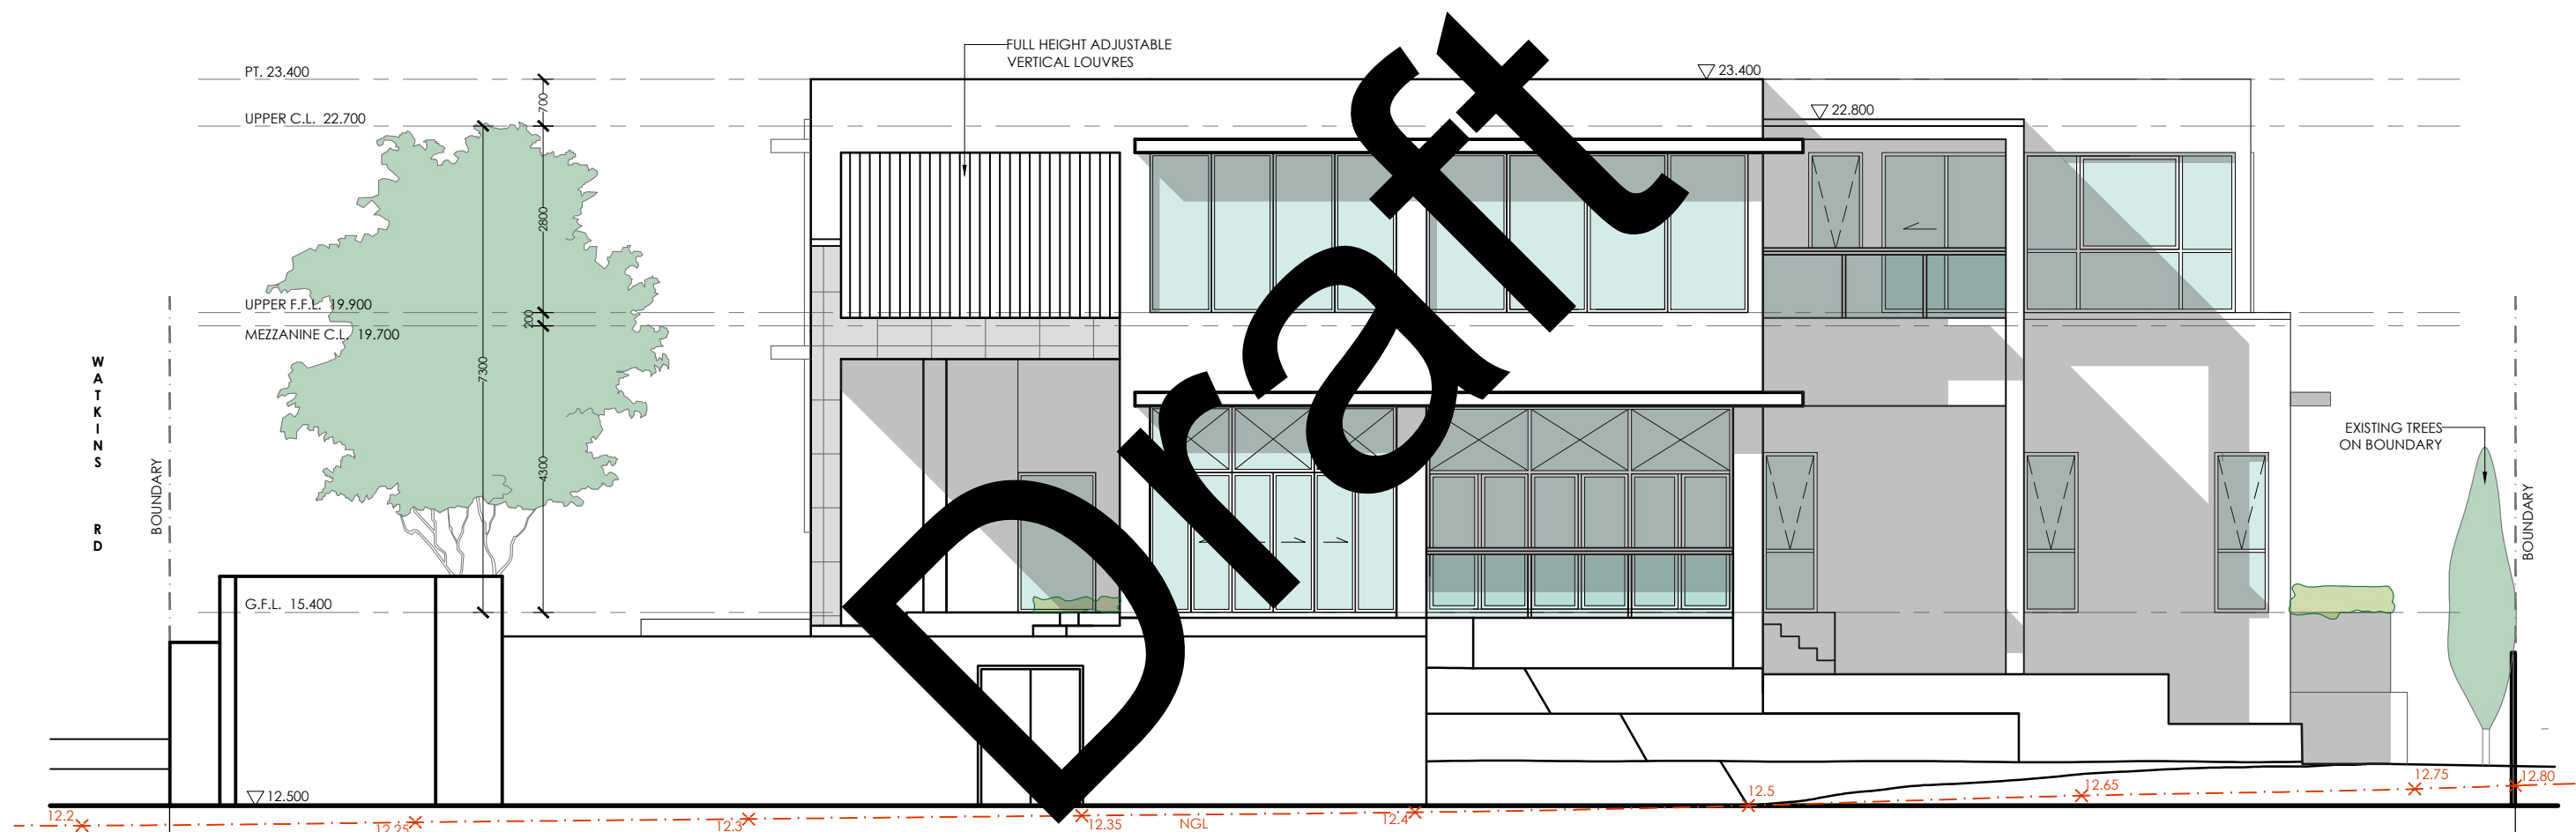 FULL HEIGHT ADJUSTABLE
VERTICAL LOUVRES
PT. 23.400
23.400
700
UPPER C.L. 22.700
22.800
2800
UPPER F.F.L. 19.900
200
MEZZANINE C.L. 19.700
7300
WATKINS RD
BOUNDARY
4300
EXISTING TREES
ON BOUNDARY
BOUNDARY
G.F.L. 15.400
12.500
12.2
12.25
12.3
12.35
NGL
12.4
12.5
12.65
12.75
12.80
Draft